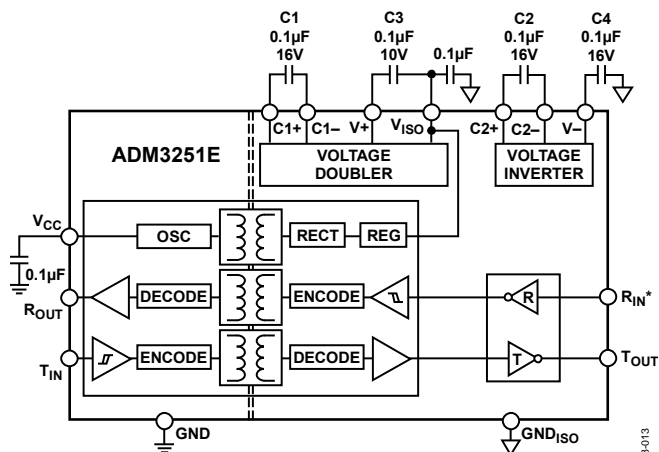 C1
0.1µF
16V
C3
0.1µF
10V
0.1µF
C2
0.1µF
16V
C4
0.1µF
16V
C1+
C1–
V+
VISO
C2+
C2–
V–
ADM3251E
VOLTAGE
DOUBLER
VOLTAGE
INVERTER
VCC
0.1µF
OSC
RECT
REG
ROUT
DECODE
ENCODE
R
RIN*
TIN
ENCODE
DECODE
T
TOUT
GND
GNDISO